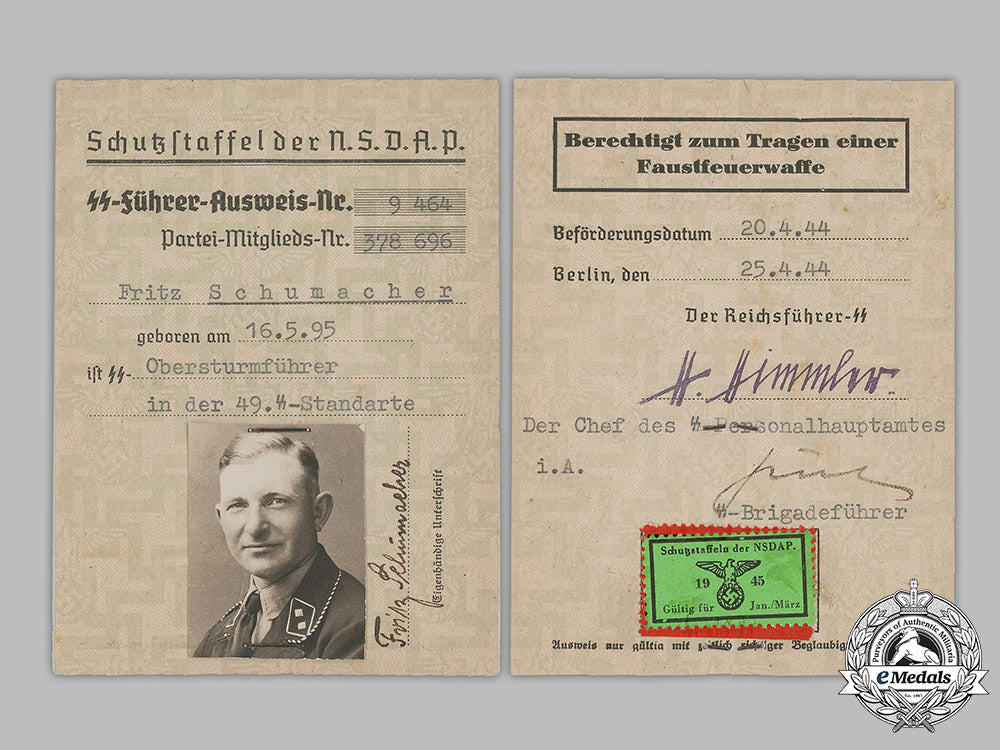 Schutzstaffel der N.S.D.A.P.
SS-Führer-Ausweis-Nr. 9 464
Partei-Mitglieds-Nr. 378 696
Fritz Schumacher
geboren am 16.5.95
ist SS- Obersturmführer
in der 49.SS-Standarte
Fritz Schumacher
Eigenhändige Unterschrift
Berechtigt zum Tragen einer
Faustfeuerwaffe
Beförderungsdatum 20.4.44
Berlin, den 25.4.44
Der Reichsführer-SS
H. Himmler.
Der Chef des SS-Personalhauptamtes
i.A.
SS-Brigadeführer
Schutzstaffeln der NSDAP.
19 45
Gültig für Jan./März
Ausweis nur gültig mit
Purveyors of Authentic Militaria
eMedals